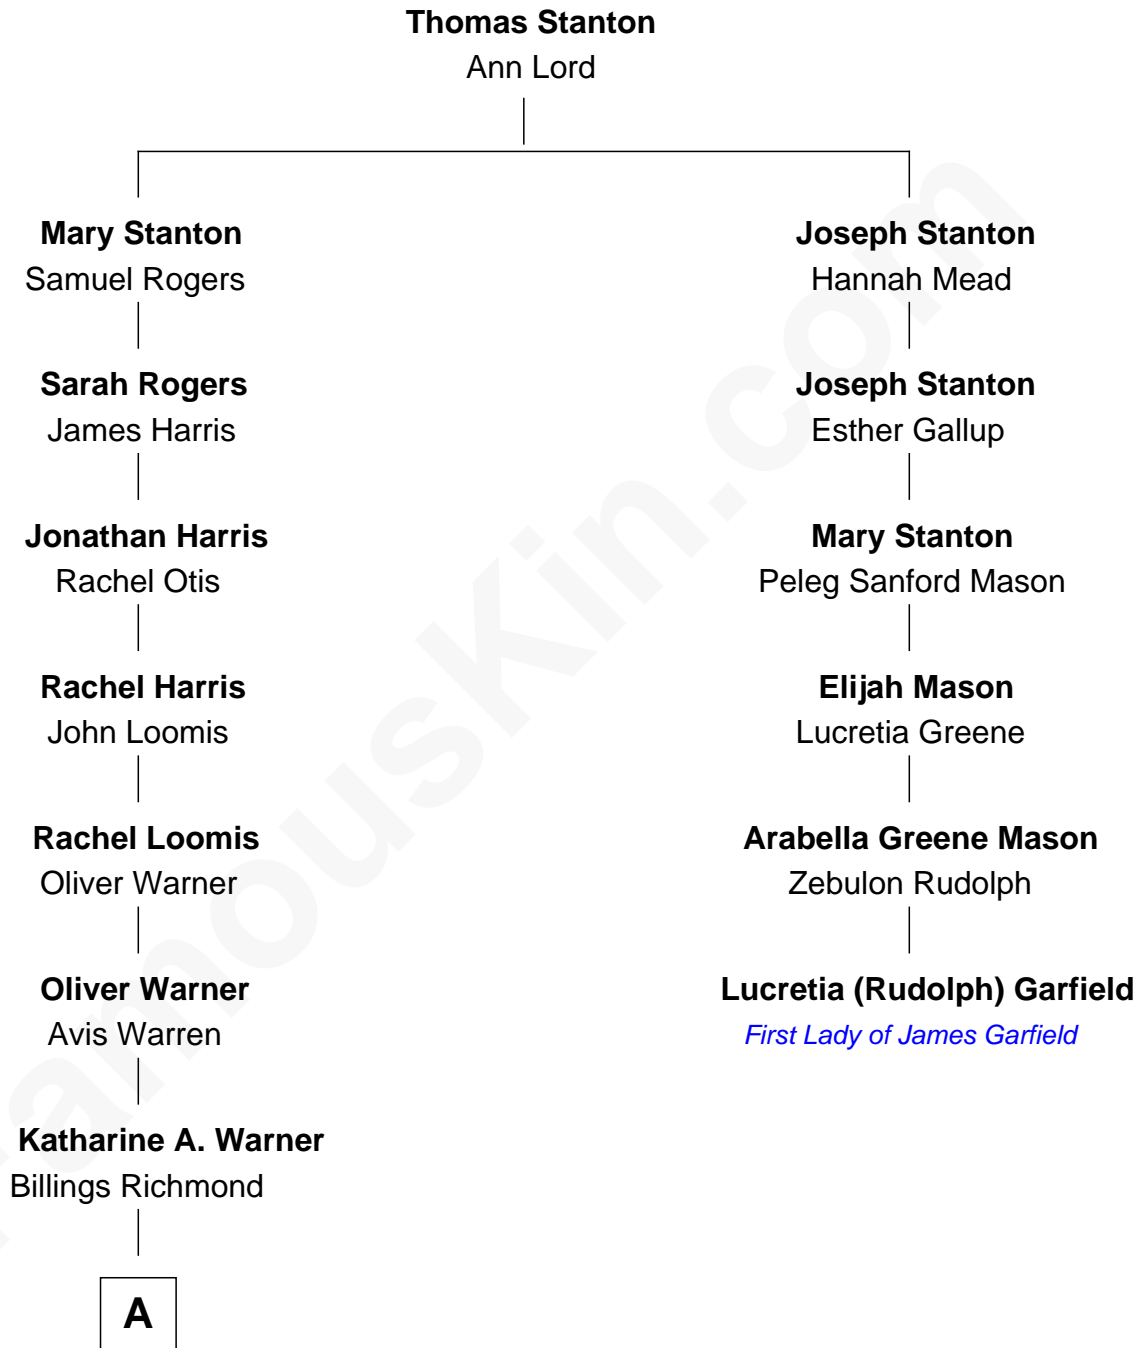 Thomas Stanton
Ann Lord
Mary Stanton
Samuel Rogers
Sarah Rogers
James Harris
Jonathan Harris
Rachel Otis
Rachel Harris
John Loomis
Rachel Loomis
Oliver Warner
Oliver Warner
Avis Warren
Katharine A. Warner
Billings Richmond
A
Joseph Stanton
Hannah Mead
Joseph Stanton
Esther Gallup
Mary Stanton
Peleg Sanford Mason
Elijah Mason
Lucretia Greene
Arabella Greene Mason
Zebulon Rudolph
Lucretia (Rudolph) Garfield
First Lady of James Garfield
FamousKin.com